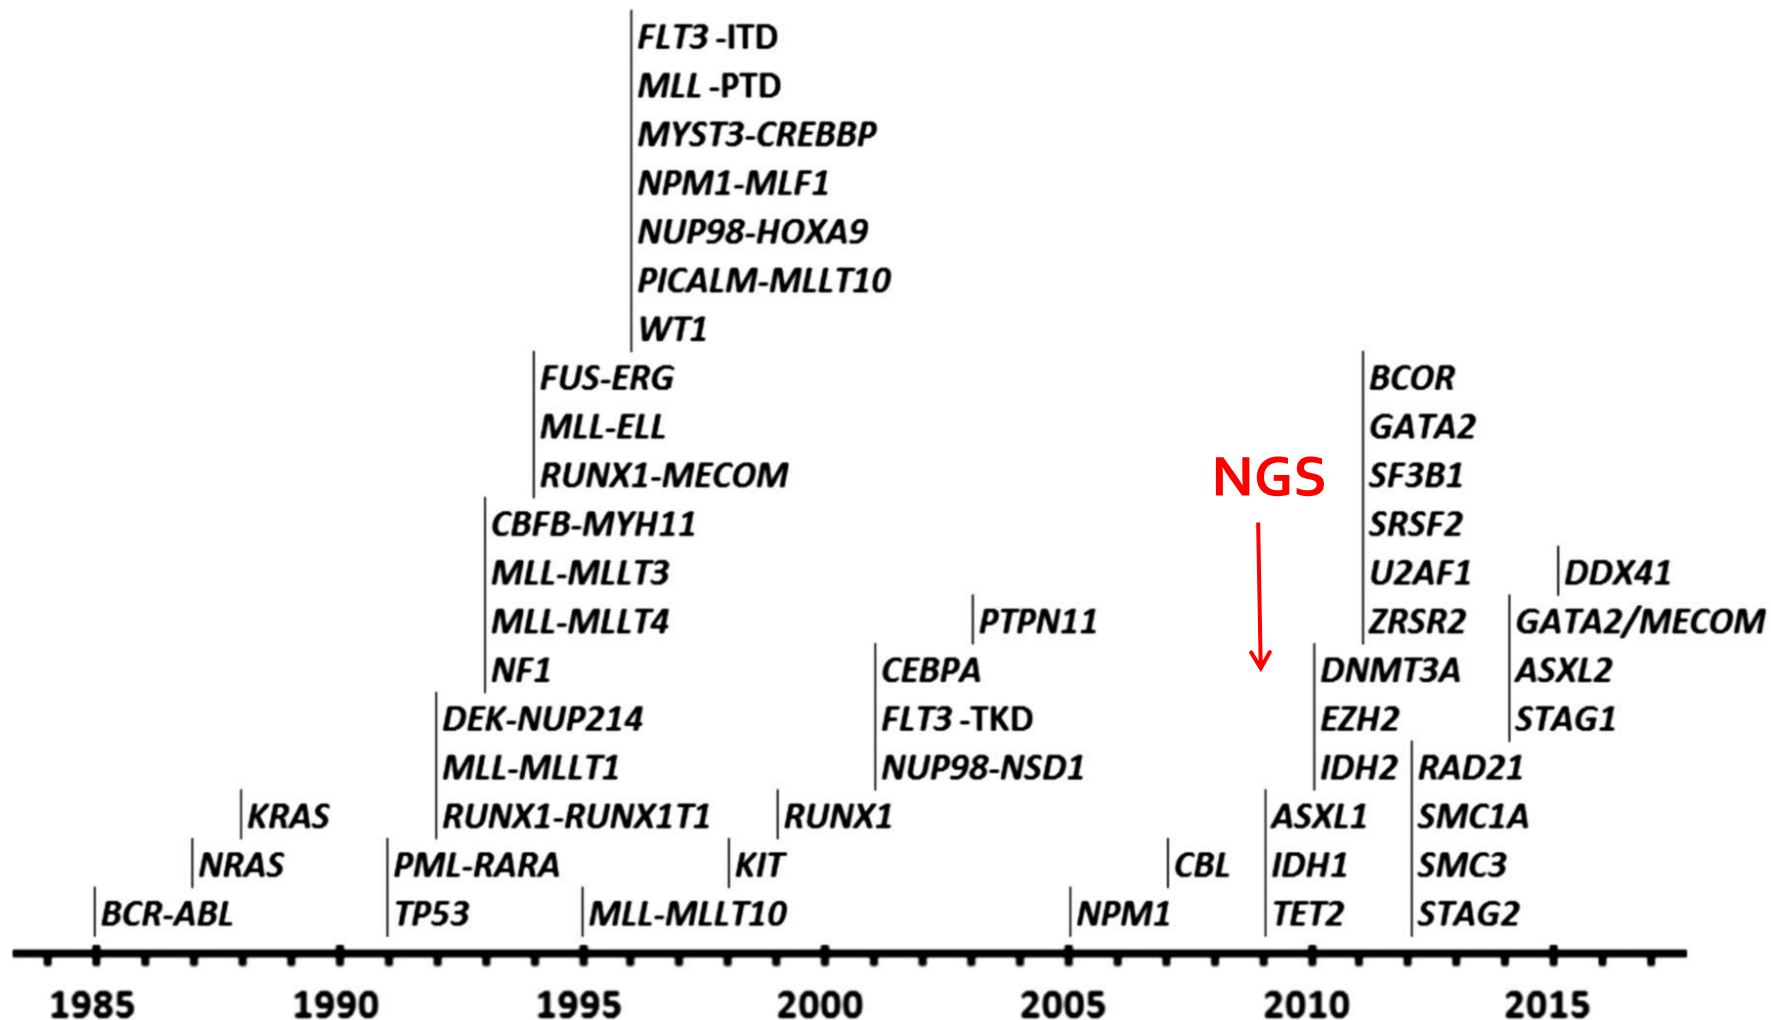 FLT3 -ITD
MLL -PTD
MYST3-CREBBP
NPM1-MLF1
NUP98-HOXA9
PICALM-MLLT10
WT1
FUS-ERG
MLL-ELL
RUNX1-MECOM
CBFB-MYH11
MLL-MLLT3
MLL-MLLT4
NF1
DEK-NUP214
MLL-MLLT1
RUNX1-RUNX1T1
KRAS
NRAS
BCR-ABL
PML-RARA
TP53
MLL-MLLT10
KIT
RUNX1
CEBPA
FLT3 -TKD
NUP98-NSD1
PTPN11
NPM1
CBL
NGS
ASXL1
IDH1
TET2
DNMT3A
EZH2
IDH2
BCOR
GATA2
SF3B1
SRSF2
U2AF1
ZRSR2
RAD21
SMC1A
SMC3
STAG2
GATA2/MECOM
ASXL2
STAG1
DDX41
1985 1990 1995 2000 2005 2010 2015